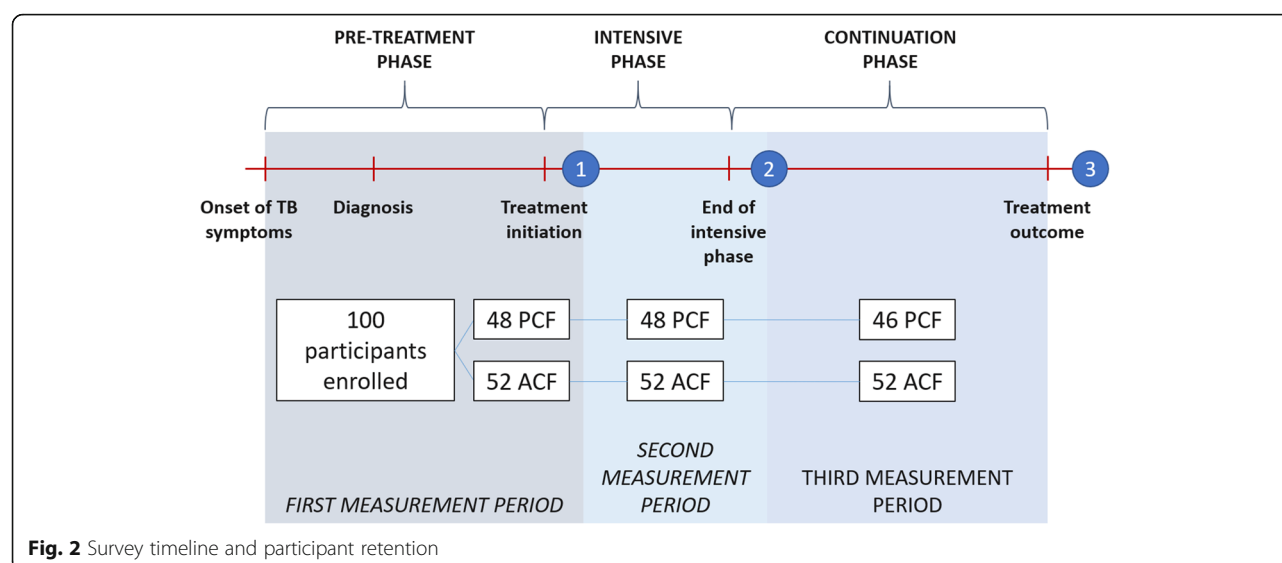 PRE-TREATMENT
PHASE
INTENSIVE
PHASE
CONTINUATION
PHASE
1
2
3
Onset of TB
symptoms
Diagnosis
Treatment
initiation
End of
intensive
phase
Treatment
outcome
100
participants
enrolled
48 PCF
48 PCF
46 PCF
52 ACF
52 ACF
52 ACF
FIRST MEASUREMENT PERIOD
SECOND
MEASUREMENT
PERIOD
THIRD MEASUREMENT
PERIOD
Fig. 2 Survey timeline and participant retention